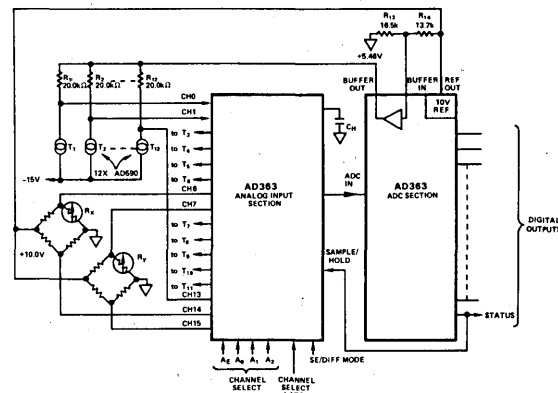 R13
16.5k
R14
13.7k
+5.46V
R1
20.0kΩ
R2
20.0kΩ
R12
20.0kΩ
BUFFER
OUT
BUFFER
IN
REF
OUT
10V
REF
CH0
CH1
CH
T1
T2
T12
-15V
12X AD590
to T3
to T4
to T5
to T6
CH6
CH7
AD363
ANALOG INPUT
SECTION
ADC
IN
AD363
ADC SECTION
DIGITAL
OUTPUTS
RX
RY
+10.0V
to T7
to T8
to T9
to T10
to T11
CH13
CH14
CH15
SAMPLE/
HOLD
STATUS
AE A0 A1 A2
SE/DIFF MODE
CHANNEL
SELECT
CHANNEL
SELECT